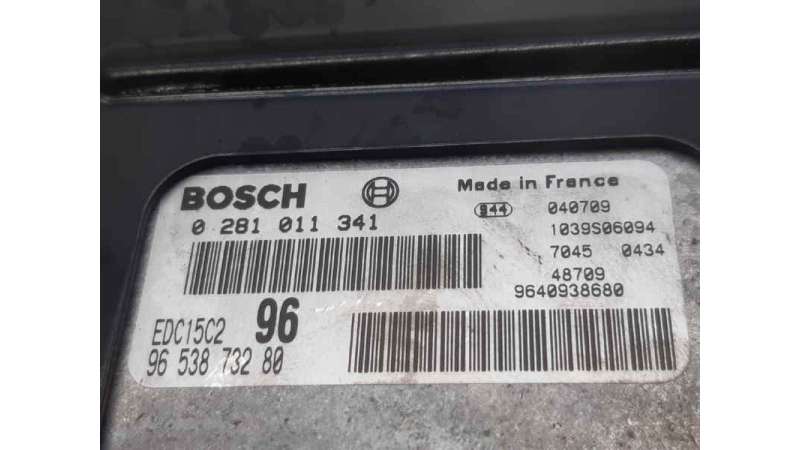 BOSCH
Made in France
0 281 011 341
944 040709
1039S06094
7045 0434
48709
9640938680
EDC15C2 96
96 538 732 80